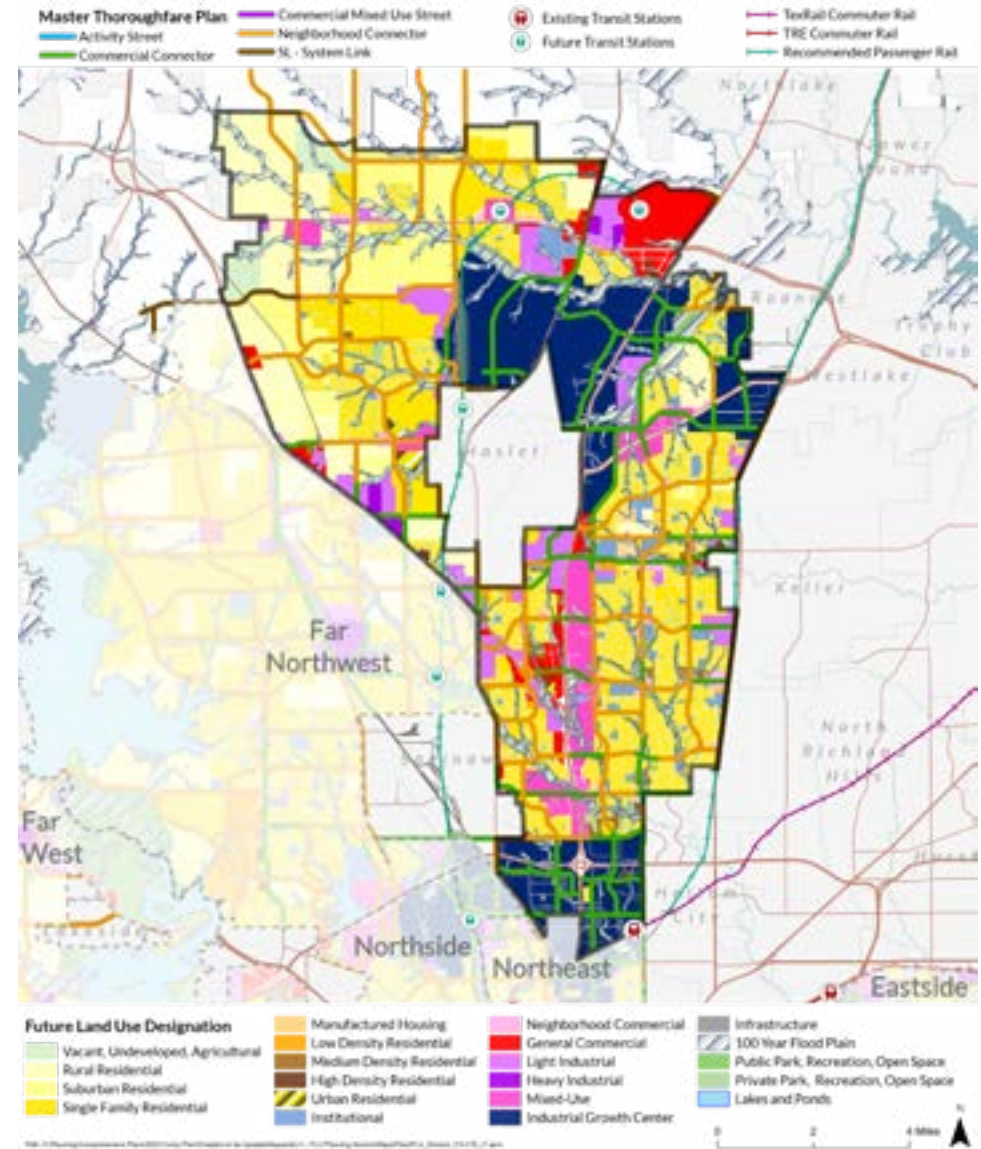 Master Thoroughfare Plan
Activity Street
Commercial Connector
Commercial Mixed Use Street
Neighborhood Connector
SL - System Link
Existing Transit Stations
Future Transit Stations
TexRail Commuter Rail
TRE Commuter Rail
Recommended Passenger Rail
Northlake
Roanoke
Trophy
Club
Westlake
Haslet
Keller
Far
Northwest
North
Richland
Hills
Far
West
Northside
Northeast
City
Eastside
Future Land Use Designation
Vacant, Undeveloped, Agricultural
Rural Residential
Suburban Residential
Single Family Residential
Manufactured Housing
Low Density Residential
Medium Density Residential
High Density Residential
Urban Residential
Institutional
Neighborhood Commercial
General Commercial
Light Industrial
Heavy Industrial
Mixed-Use
Industrial Growth Center
Infrastructure
100 Year Flood Plain
Public Park, Recreation, Open Space
Private Park, Recreation, Open Space
Lakes and Ponds
N
0 2 4 Miles